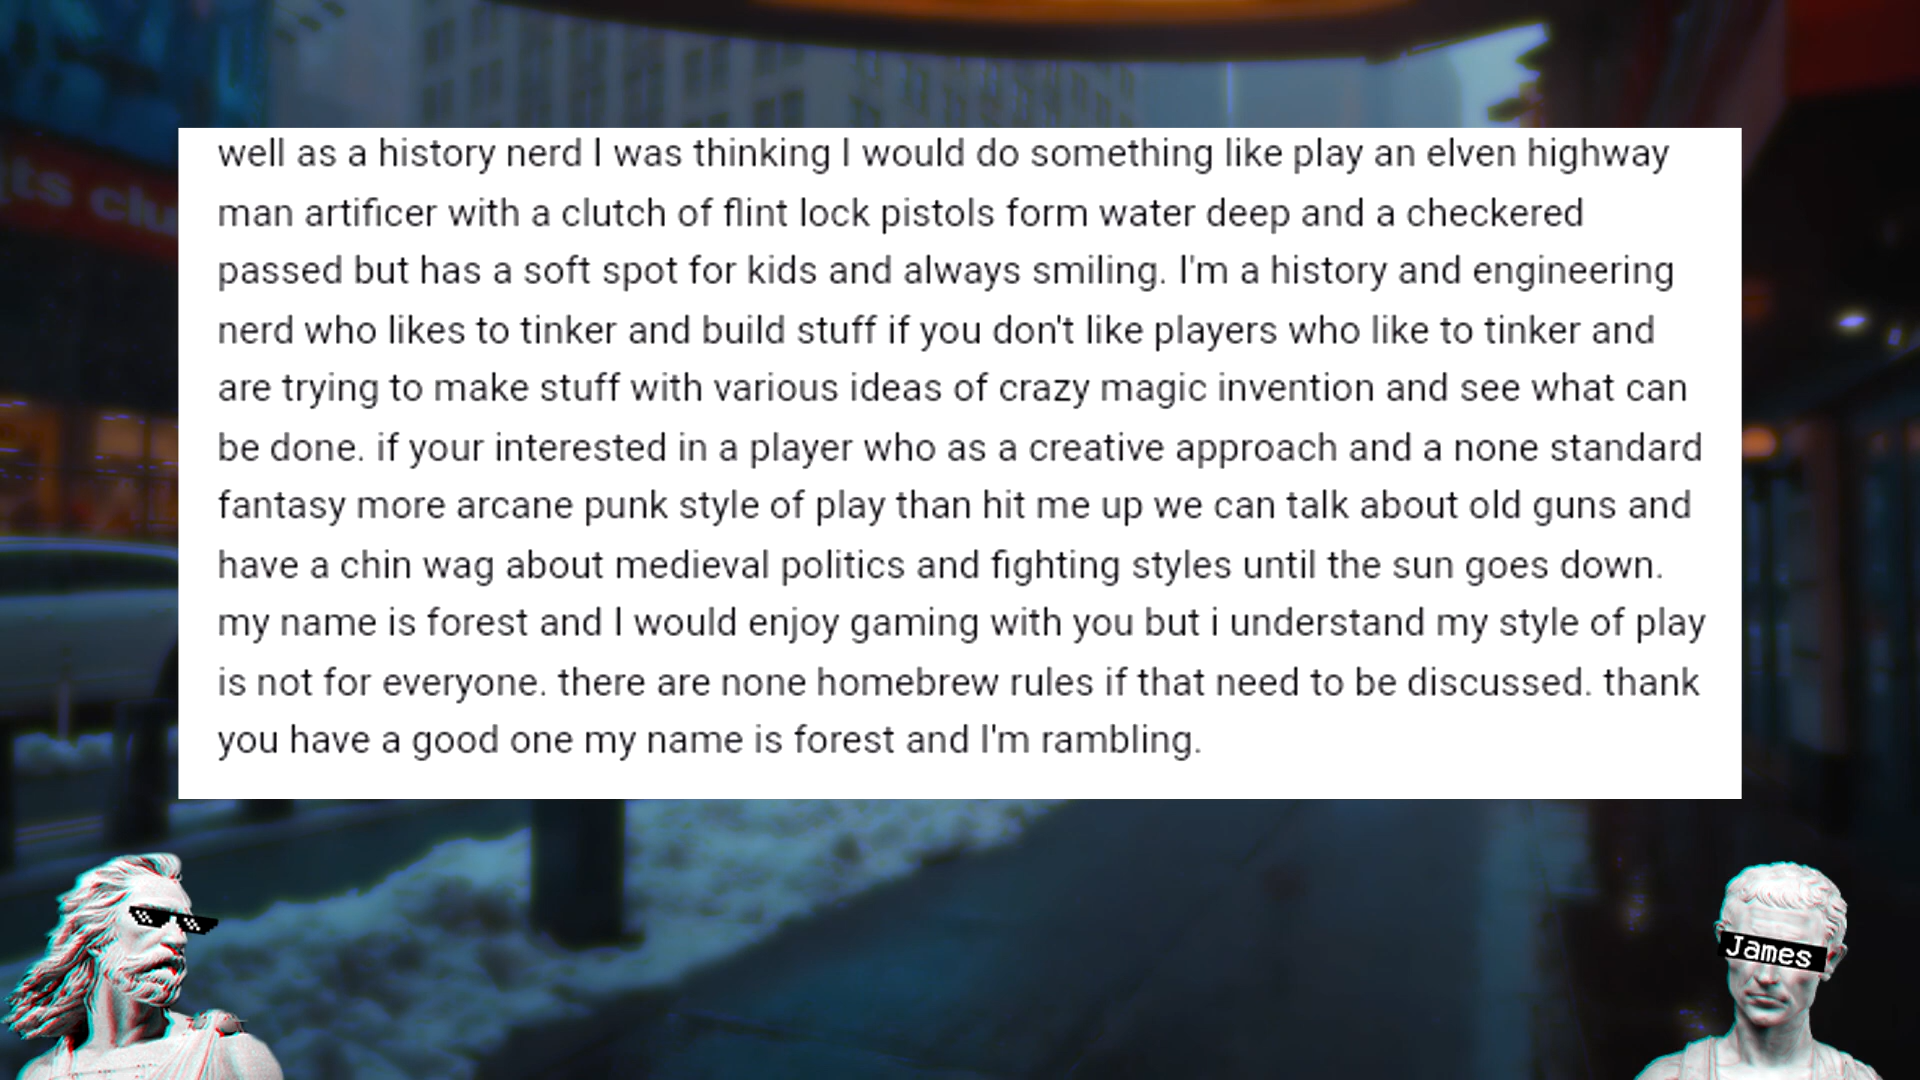 ts clu
well as a history nerd I was thinking I would do something like play an elven highway
man artificer with a clutch of flint lock pistols form water deep and a checkered
passed but has a soft spot for kids and always smiling. I'm a history and engineering
nerd who likes to tinker and build stuff if you don't like players who like to tinker and
are trying to make stuff with various ideas of crazy magic invention and see what can
be done. if your interested in a player who as a creative approach and a none standard
fantasy more arcane punk style of play than hit me up we can talk about old guns and
have a chin wag about medieval politics and fighting styles until the sun goes down.
my name is forest and I would enjoy gaming with you but i understand my style of play
is not for everyone. there are none homebrew rules if that need to be discussed. thank
you have a good one my name is forest and I'm rambling.
James